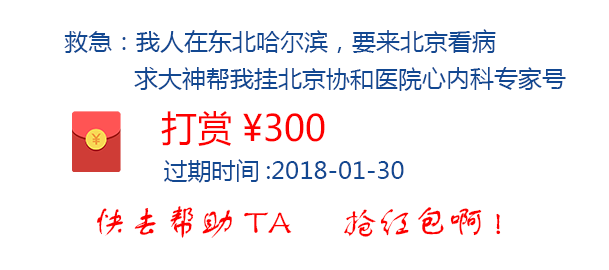 救急：我人在东北哈尔滨，要来北京看病
求大神帮我挂北京协和医院心内科专家号
¥
打赏 ¥300
过期时间 :2018-01-30
快去帮助 TA 抢红包啊！